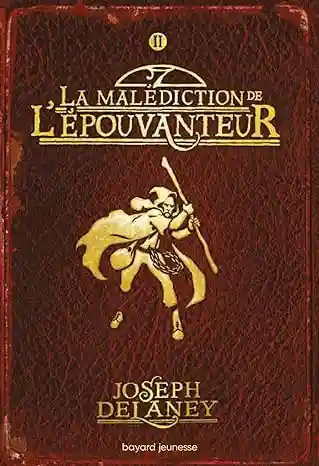 II
LA MALÉDICTION DE
L'ÉPOUVANTEUR
JOSEPH
DELANEY
bayard jeunesse